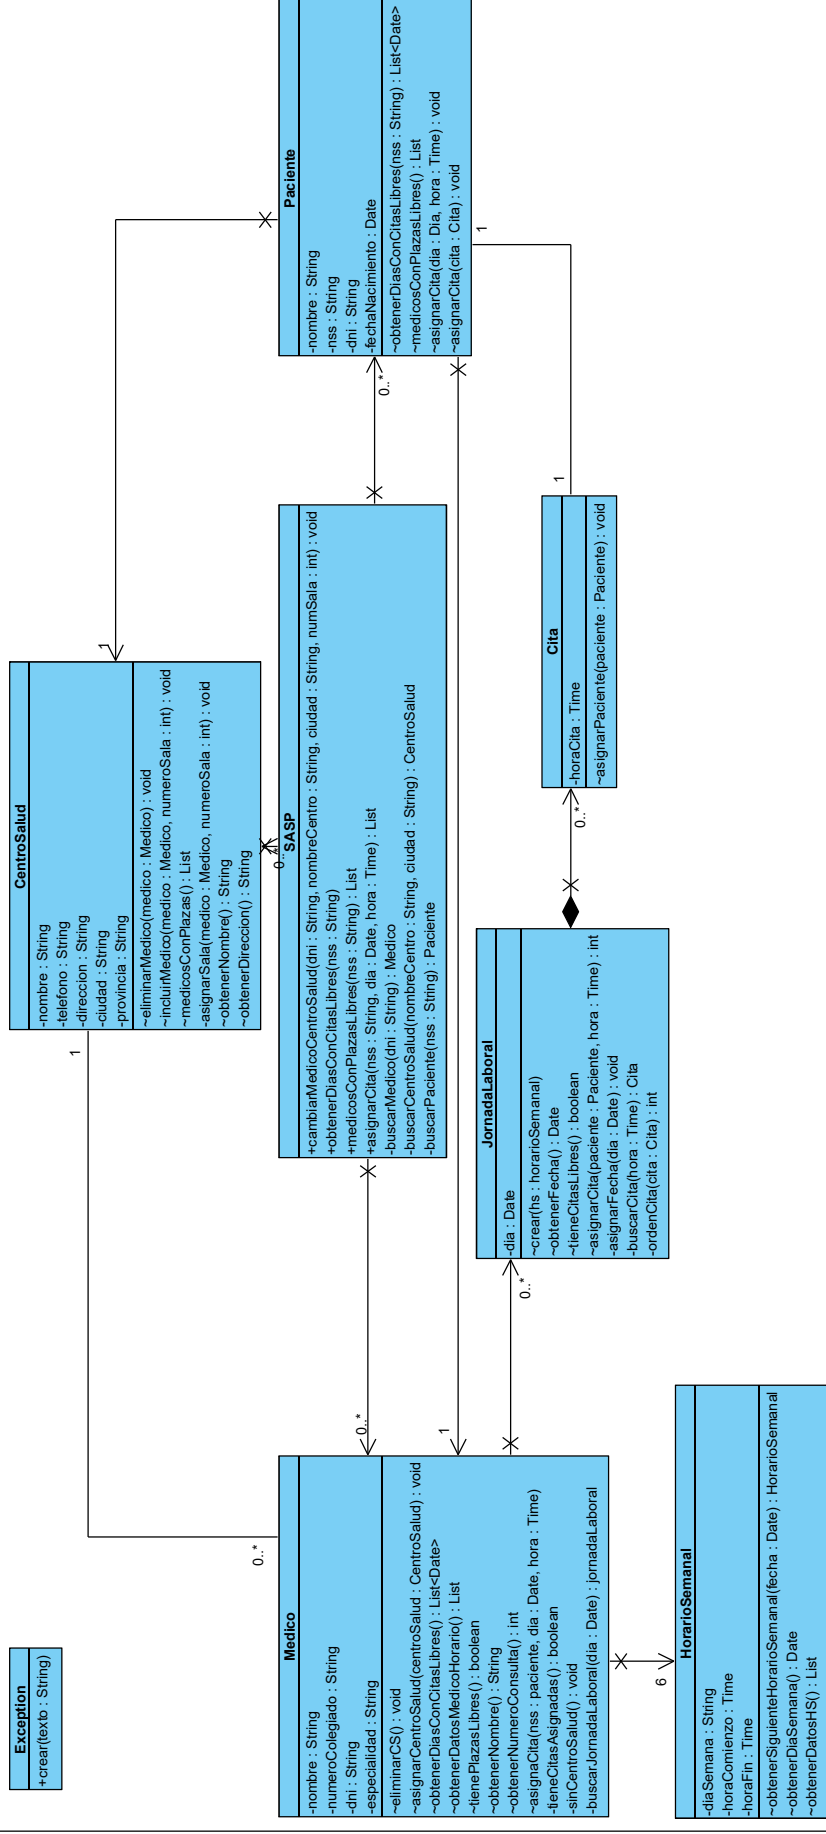 Exception
+crear(texto : String)
CentroSalud
-nombre : String
-telefono : String
-direccion : String
-ciudad : String
-provincia : String
~eliminarMedico(medico : Medico) : void
~incluirMedico(medico : Medico, numeroSala : int) : void
~medicosConPlazas() : List
-asignarSala(medico : Medico, numeroSala : int) : void
~obtenerNombre() : String
~obtenerDireccion() : String
1
1
0..*
Medico
-nombre : String
-numeroColegiado : String
-dni : String
-especialidad : String
~eliminarCS() : void
~asignarCentroSalud(centroSalud : CentroSalud) : void
~obtenerDiasConCitasLibres() : List<Date>
~obtenerDatosMedicoHorario() : List
~tienePlazasLibres() : boolean
~obtenerNombre() : String
~obtenerNumeroConsulta() : int
~asignaCita(nss : paciente, dia : Date, hora : Time)
-tieneCitasAsignadas() : boolean
-sinCentroSalud() : void
-buscarJornadaLaboral(dia : Date) : jornadaLaboral
0..*
1
0..*
SASP
+cambiarMedicoCentroSalud(dni : String, nombreCentro : String, ciudad : String, numSala : int) : void
+obtenerDiasConCitasLibres(nss : String)
+medicosConPlazasLibres(nss : String) : List
+asignarCita(nss : String, dia : Date, hora : Time) : List
-buscarMedico(dni : String) : Medico
-buscarCentroSalud(nombreCentro : String, ciudad : String) : CentroSalud
-buscarPaciente(nss : String) : Paciente
0..
0..*
Paciente
-nombre : String
-nss : String
-dni : String
-fechaNacimiento : Date
~obtenerDiasConCitasLibres(nss : String) : List<Date>
~medicosConPlazasLibres() : List
~asignarCita(dia : Dia, hora : Time) : void
~asignarCita(cita : Cita) : void
1
1
JornadaLaboral
-dia : Date
~crear(hs : horarioSemanal)
~obtenerFecha() : Date
~tieneCitasLibres() : boolean
~asignarCita(paciente : Paciente, hora : Time) : int
-asignarFecha(dia : Date) : void
-buscarCita(hora : Time) : Cita
-ordenCita(cita : Cita) : int
0..*
Cita
-horaCita : Time
~asignarPaciente(paciente : Paciente) : void
6
HorarioSemanal
-diaSemana : String
-horaComienzo : Time
-horaFin : Time
~obtenerSiguienteHorarioSemanal(fecha : Date) : HorarioSemanal
~obtenerDiaSemana() : Date
~obtenerDatosHS() : List